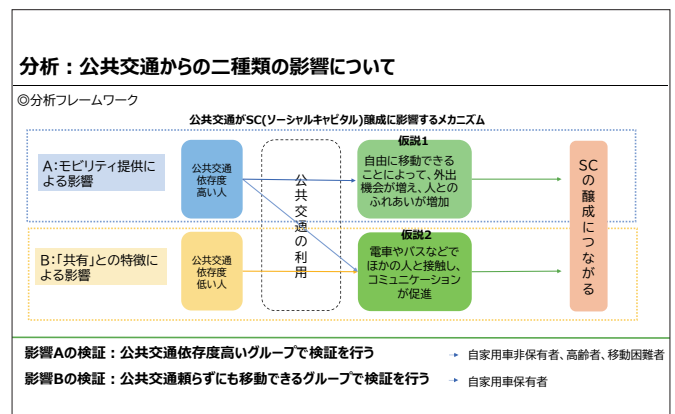 分析：公共交通からの二種類の影響について
◎分析フレームワーク
公共交通がSC(ソーシャルキャピタル)醸成に影響するメカニズム
A:モビリティ提供に
よる影響
公共交通
依存度
高い人
公共交通の利用
仮説1
自由に移動できる
ことによって、外出
機会が増え、人との
ふれあいが増加
SCの醸成につながる
B:「共有」との特徴に
よる影響
公共交通
依存度
低い人
仮説2
電車やバスなどで
ほかの人と接触し、
コミュニケーション
が促進
影響Aの検証：公共交通依存度高いグループで検証を行う
→ 自家用車非保有者、高齢者、移動困難者
影響Bの検証：公共交通頼らずにも移動できるグループで検証を行う
→ 自家用車保有者